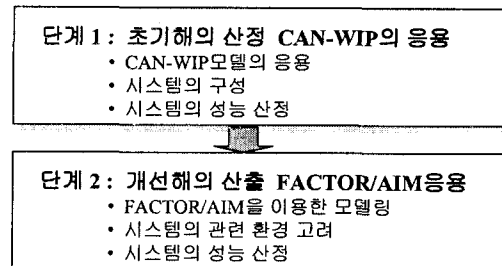 단계 1 : 초기해의 산정 CAN-WIP의 응용
• CAN-WIP모델의 응용
• 시스템의 구성
• 시스템의 성능 산정
단계 2 : 개선해의 산출 FACTOR/AIM응용
• FACTOR/AIM을 이용한 모델링
• 시스템의 관련 환경 고려
• 시스템의 성능 산정